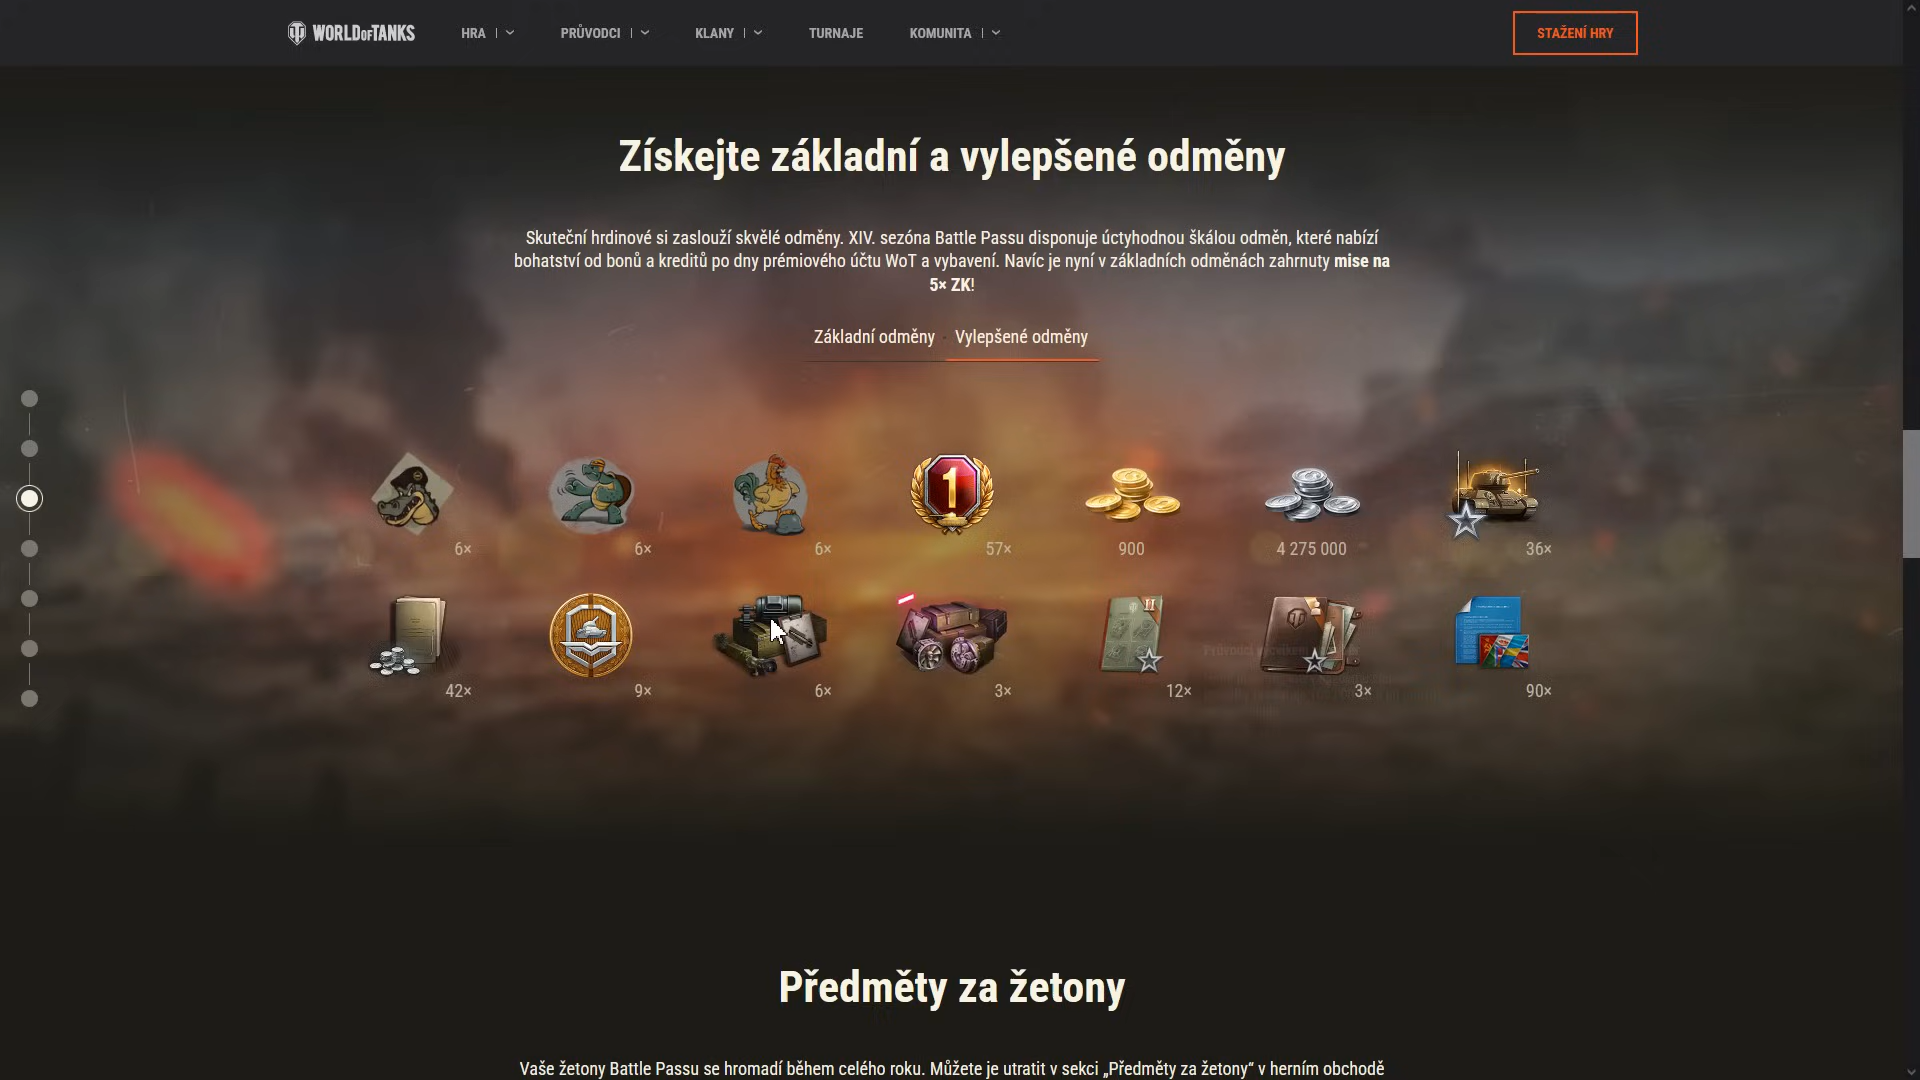 WORLD OF TANKS
HRA
PRŮVODCI
KLANY
TURNAJE
KOMUNITA
STAŽENÍ HRY
Získejte základní a vylepšené odměny
Skuteční hrdinové si zaslouží skvělé odměny. XIV. sezóna Battle Passu disponuje úctyhodnou škálou odměn, které nabízí
bohatství od bonů a kreditů po dny prémiového účtu WoT a vybavení. Navíc je nyní v základních odměnách zahrnuty mise na
5× ZK!
Základní odměny
Vylepšené odměny
1
6×
6×
6×
57×
900
4 275 000
36×
II
42×
9×
6×
3×
12×
3×
90×
Předměty za žetony
Vaše žetony Battle Passu se hromadí během celého roku. Můžete je utratit v sekci „Předměty za žetony“ v herním obchodě